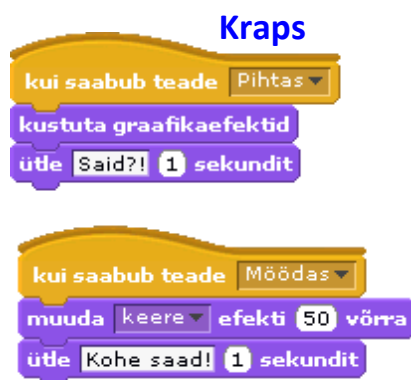 Kraps
kui saabub teade Pihtas
kustuta graafikaefektid
ütle Said?! 1 sekundit
kui saabub teade Möödas
muuda keere efekti 50 võrra
ütle Kohe saad! 1 sekundit